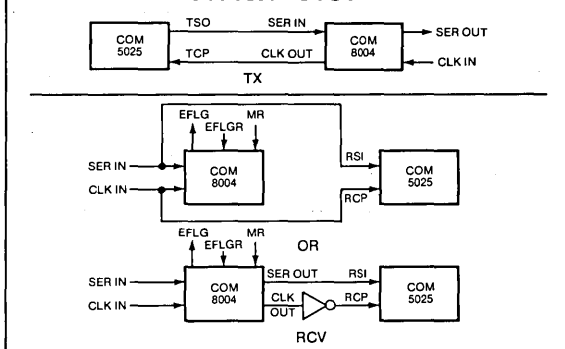 TSO SER IN
COM 5025
COM 8004
SER OUT
TCP CLK OUT
CLK IN
TX
EFLG
EFLGR
MR
SER IN
CLK IN
COM 8004
RSI
RCP
COM 5025
OR
EFLG
EFLGR
MR
SER IN
CLK IN
COM 8004
SER OUT RSI
CLK OUT
RCP
COM 5025
RCV